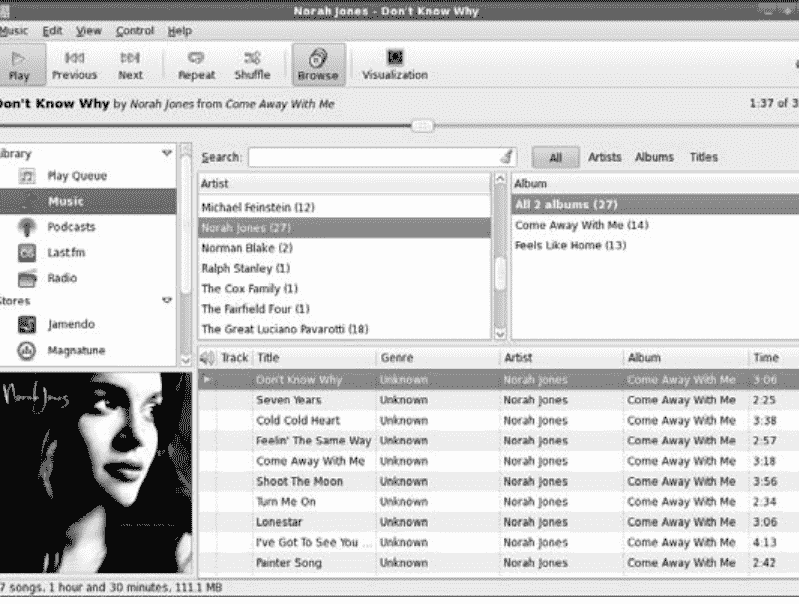 Norah Jones - Don't Know Why
Music Edit View Control Help
Play Previous Next Repeat Shuffle Browse Visualization
Don't Know Why by Norah Jones from Come Away With Me 1:37 of 3
Library
Play Queue
Music
Podcasts
Last.fm
Radio
Stores
Jamendo
Magnatune
Search: All Artists Albums Titles
Artist
Michael Feinstein (12)
Norah Jones (27)
Norman Blake (2)
Ralph Stanley (1)
The Cox Family (1)
The Fairfield Four (1)
The Great Luciano Pavarotti (18)
Album
All 2 albums (27)
Come Away With Me (14)
Feels Like Home (13)
Track Title Genre Artist Album Time
Don't Know Why Unknown Norah Jones Come Away With Me 3:06
Seven Years Unknown Norah Jones Come Away With Me 2:25
Cold Cold Heart Unknown Norah Jones Come Away With Me 3:38
Feelin' The Same Way Unknown Norah Jones Come Away With Me 2:57
Come Away With Me Unknown Norah Jones Come Away With Me 3:18
Shoot The Moon Unknown Norah Jones Come Away With Me 3:56
Turn Me On Unknown Norah Jones Come Away With Me 2:34
Lonestar Unknown Norah Jones Come Away With Me 3:06
I've Got To See You ... Unknown Norah Jones Come Away With Me 4:13
Painter Song Unknown Norah Jones Come Away With Me 2:42
Norah Jones
7 songs, 1 hour and 30 minutes, 111.1 MB